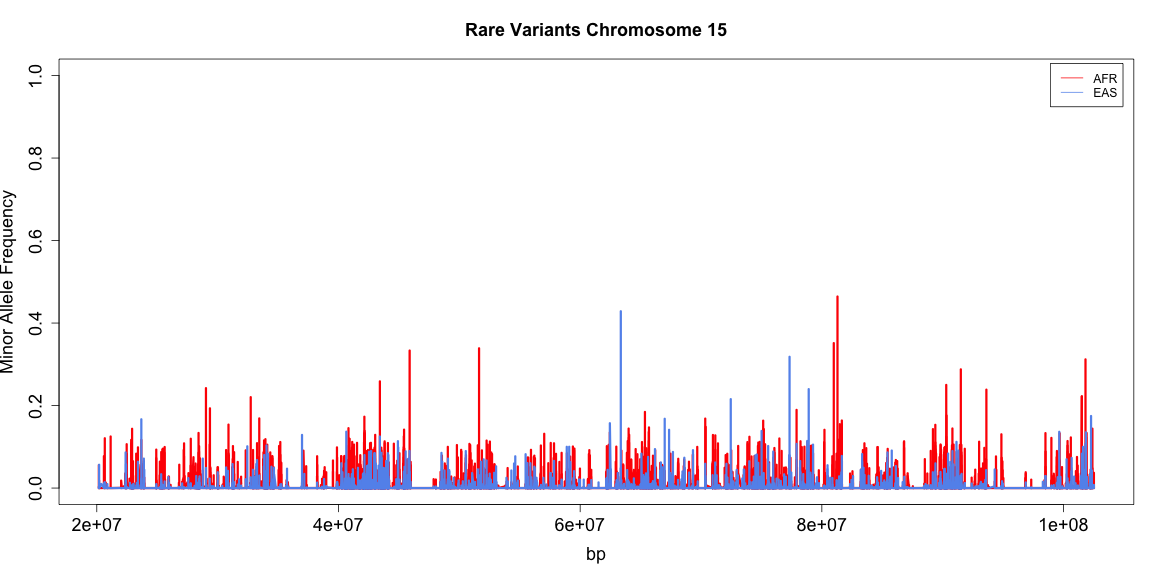 Rare Variants Chromosome 15
AFR
EAS
Minor Allele Frequency
1.0
0.8
0.6
0.4
0.2
0.0
2e+07 4e+07 6e+07 8e+07 1e+08
bp